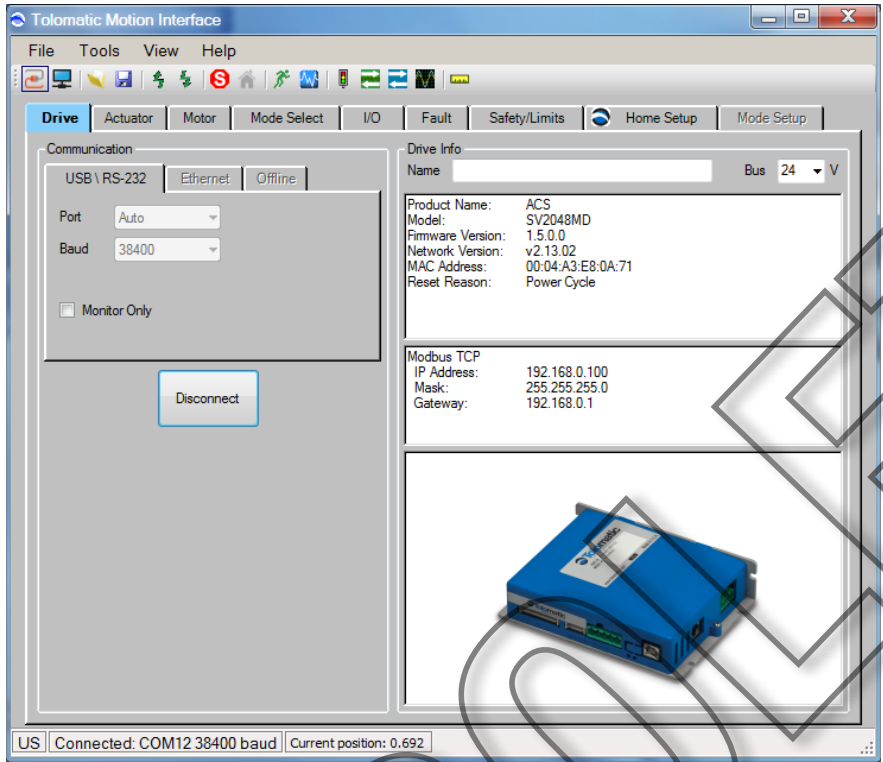 Tolomatic Motion Interface
File Tools View Help
Drive Actuator Motor Mode Select I/O Fault Safety/Limits Home Setup Mode Setup
Communication
USB \ RS-232 Ethernet Offline
Port Auto
Baud 38400
Monitor Only
Disconnect
Drive Info
Name Bus 24 V
Product Name: ACS
Model: SV2048MD
Firmware Version: 1.5.0.0
Network Version: v2.13.02
MAC Address: 00:04:A3:E8:0A:71
Reset Reason: Power Cycle
Modbus TCP
IP Address: 192.168.0.100
Mask: 255.255.255.0
Gateway: 192.168.0.1
Tolomatic
Tolomatic
US Connected: COM12 38400 baud Current position: 0.692